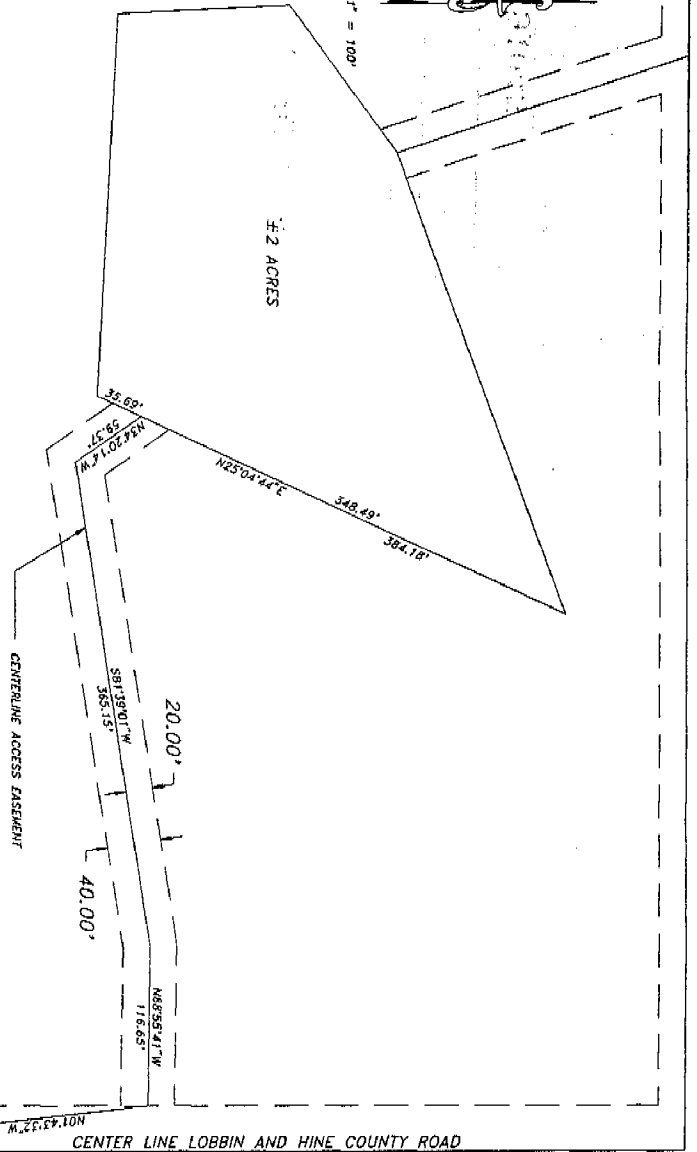 1" = 100'
±2 ACRES
35.69'
N34°20'14"W
59.37'
N25°04'44"E
348.49'
384.18'
S81°39'01"W
365.15'
20.00'
40.00'
CENTERLINE ACCESS EASEMENT
N88°55'41"W
116.65'
N01°43'32"W
CENTER LINE LOBBIN AND HINE COUNTY ROAD